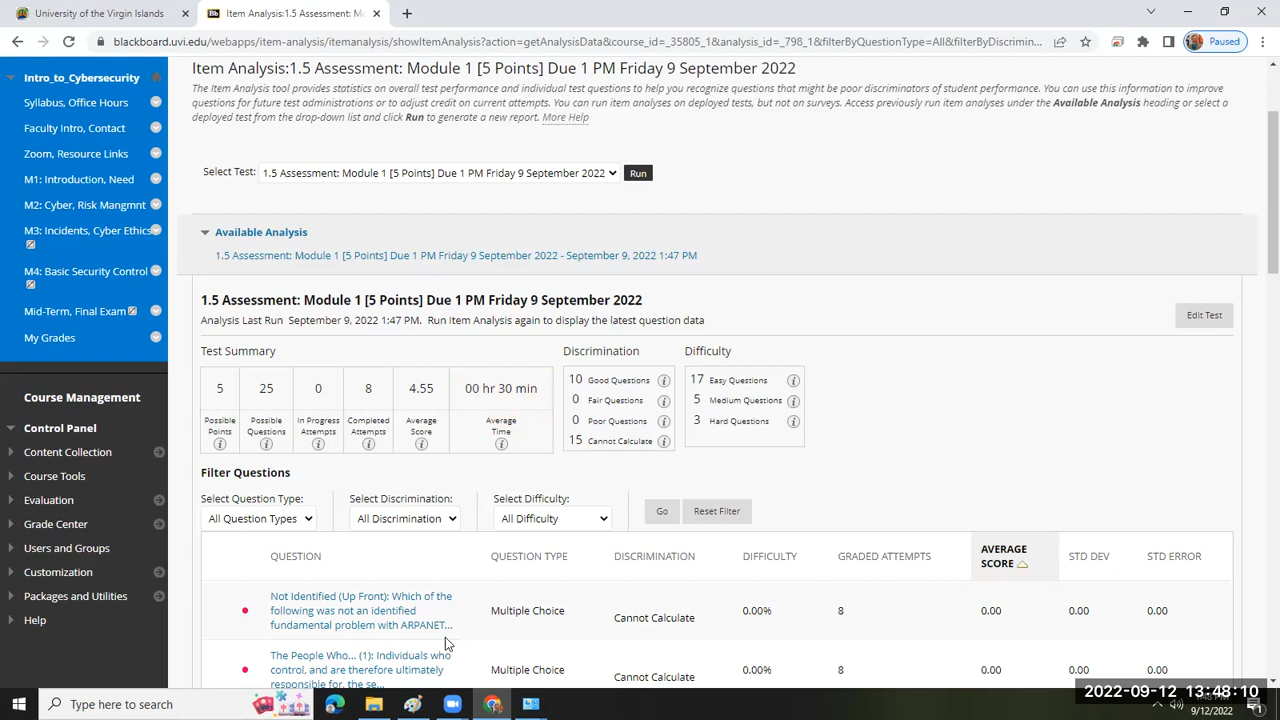 University of the Virgin Islands
Item Analysis:1.5 Assessment: M
blackboard.uvi.edu/webapps/item-analysis/itemanalysis/showItemAnalysis?assessmentGetAnalysisData&course_id=_35805_1&analysis_id=_798_1&filterByQuestionType=All&filterByDiscrimin...
Paused
Intro_to_Cybersecurity
Syllabus, Office Hours
Faculty Intro, Contact
Zoom, Resource Links
M1: Introduction, Need
M2: Cyber, Risk Mangmnt
M3: Incidents, Cyber Ethics
M4: Basic Security Control
Mid-Term, Final Exam
My Grades
Course Management
Control Panel
Content Collection
Course Tools
Evaluation
Grade Center
Users and Groups
Customization
Packages and Utilities
Help
Item Analysis:1.5 Assessment: Module 1 [5 Points] Due 1 PM Friday 9 September 2022
The Item Analysis tool provides statistics on overall test performance and individual test questions to help you recognize questions that might be poor discriminators of student performance. You can use this information to improve
questions for future test administrations or to adjust credit on current attempts. You can run item analyses on deployed tests, but not on surveys. Access previously run item analyses under the Available Analysis heading or select a
deployed test from the drop-down list and click Run to generate a new report. More Help
Select Test: 1.5 Assessment: Module 1 [5 Points] Due 1 PM Friday 9 September 2022 Run
Available Analysis
1.5 Assessment: Module 1 [5 Points] Due 1 PM Friday 9 September 2022 - September 9, 2022 1:47 PM
1.5 Assessment: Module 1 [5 Points] Due 1 PM Friday 9 September 2022
Analysis Last Run September 9, 2022 1:47 PM. Run Item Analysis again to display the latest question data
Edit Test
Test Summary
5 25 0 8 4.55 00 hr 30 min
Possible Points
Possible Questions
In Progress Attempts
Completed Attempts
Average Score
Average Time
Discrimination
10 Good Questions
0 Fair Questions
0 Poor Questions
15 Cannot Calculate
Difficulty
17 Easy Questions
5 Medium Questions
3 Hard Questions
Filter Questions
Select Question Type: Select Discrimination: Select Difficulty:
All Question Types All Discrimination All Difficulty Go Reset Filter
QUESTION QUESTION TYPE DISCRIMINATION DIFFICULTY GRADED ATTEMPTS AVERAGE SCORE STD DEV STD ERROR
Not Identified (Up Front): Which of the
following was not an identified
fundamental problem with ARPANET...
Multiple Choice Cannot Calculate 0.00% 8 0.00 0.00 0.00
The People Who... (1): Individuals who
control, and are therefore ultimately
responsible for, the se...
Multiple Choice Cannot Calculate 0.00% 8 0.00 0.00 0.00
Type here to search
2022-09-12 13:48:10
9/12/2022